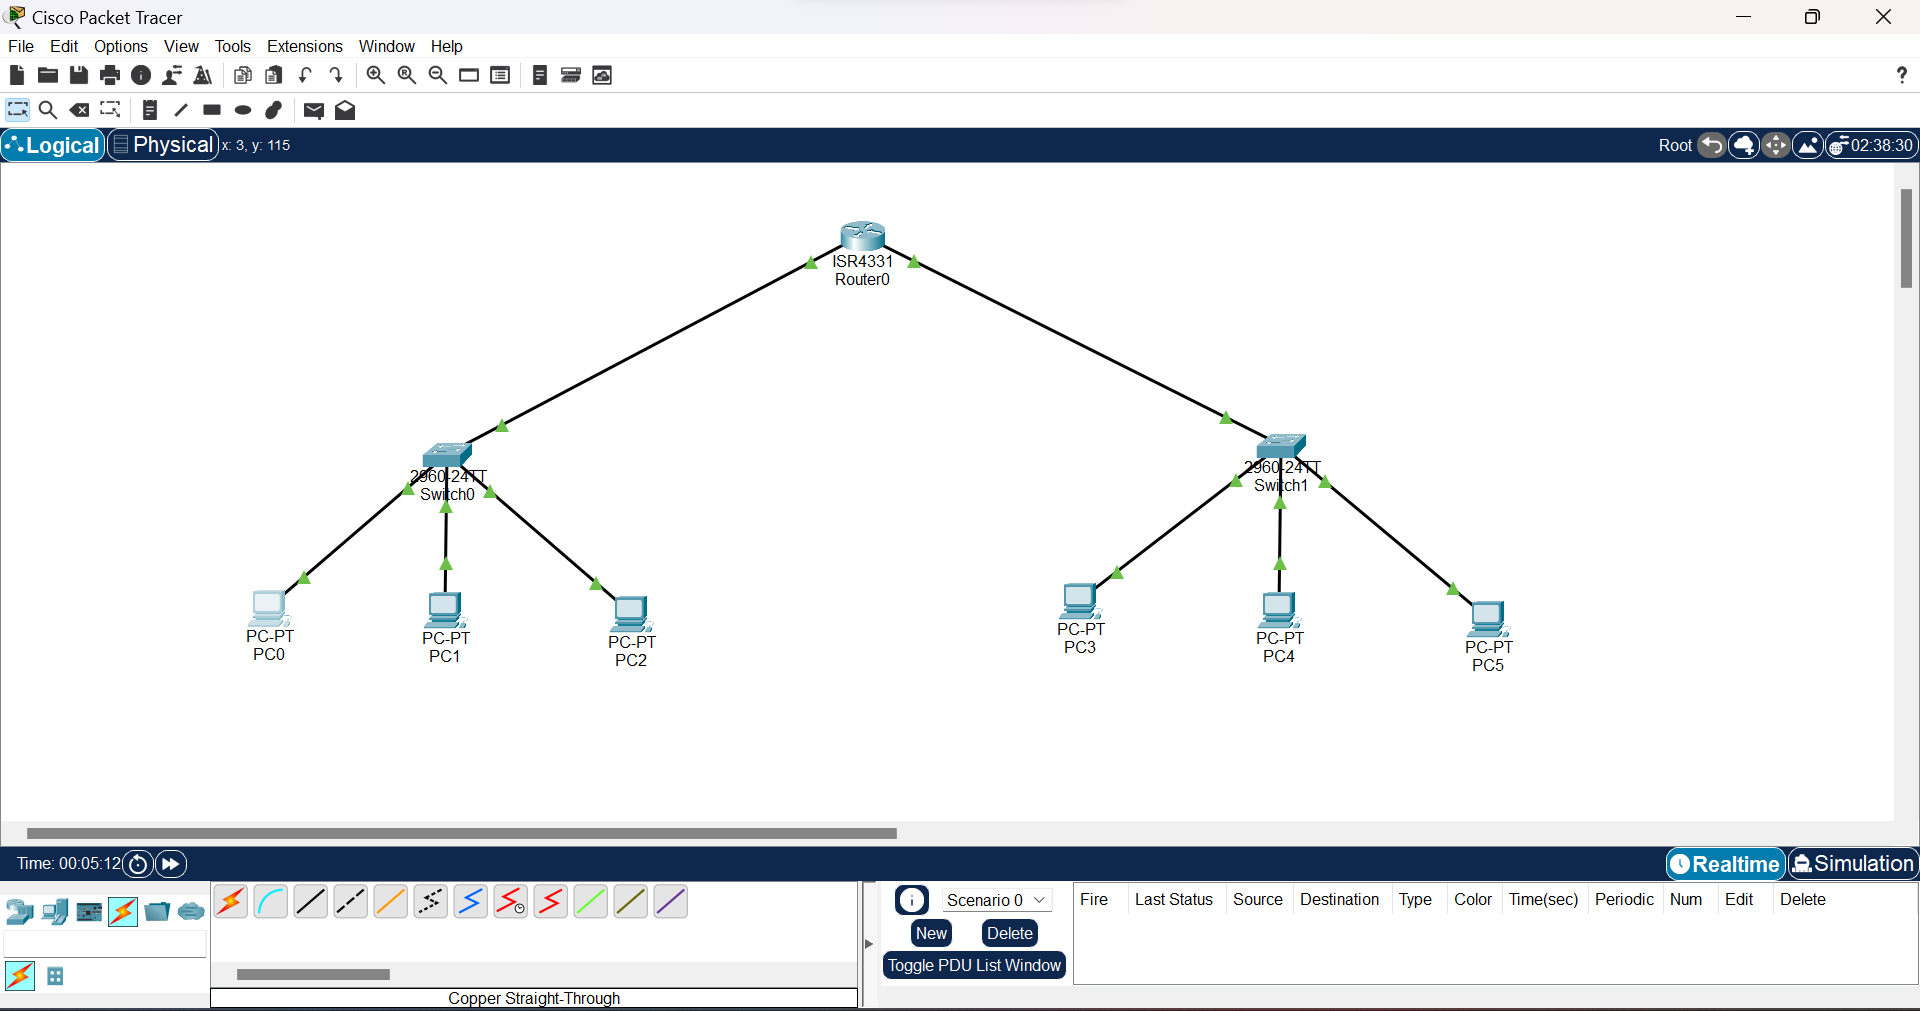 Cisco Packet Tracer
File Edit Options View Tools Extensions Window Help
?
Logical Physical x: 3, y: 115 Root 02:38:30
ISR4331
Router0
2960-24TT
Switch0
2960-24TT
Switch1
PC-PT
PC0
PC-PT
PC1
PC-PT
PC2
PC-PT
PC3
PC-PT
PC4
PC-PT
PC5
Time: 00:05:12 Realtime Simulation
Scenario 0
New Delete
Toggle PDU List Window
Fire Last Status Source Destination Type Color Time(sec) Periodic Num Edit Delete
Copper Straight-Through